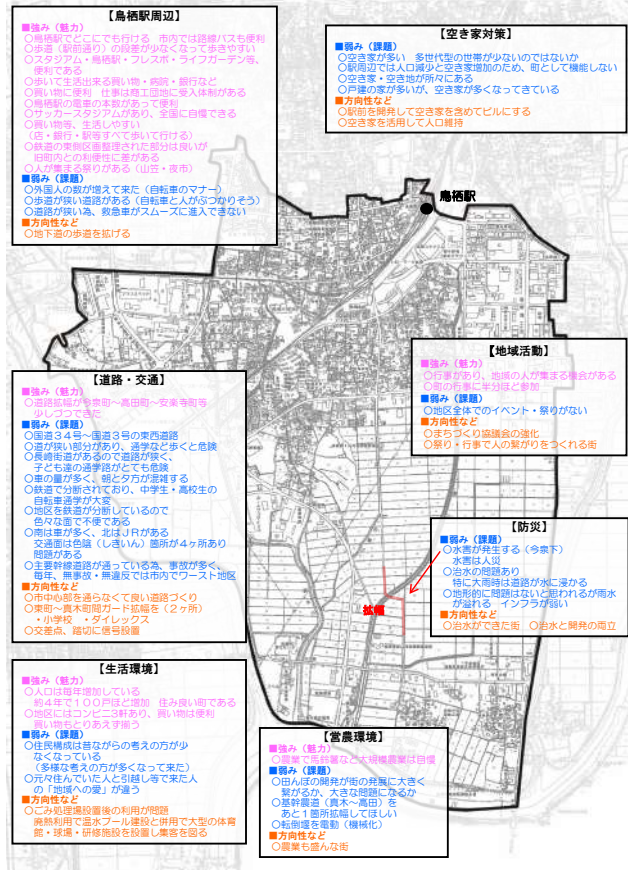 【鳥栖駅周辺】
■強み（魅力）
○鳥栖駅でどこにでも行ける　市内では路線バスも便利
○歩道（駅前通り）の段差が少なくなって歩きやすい
○スタジアム・鳥栖駅・フレスポ・ライフガーデン等、
便利である
○歩いて生活出来る買い物・病院・銀行など
○買い物に便利　仕事は商工団地に受入体制がある
○鳥栖駅の電車の本数があって便利
○サッカースタジアムがあり、全国に自慢できる
○買い物等、生活しやすい
（店・銀行・駅等すべて歩いて行ける）
○鉄道の東側区画整理された部分は良いが
旧町内との利便性に差がある
○人が集まる祭りがある（山笠・夜市）
■弱み（課題）
○外国人の数が増えて来た（自転車のマナー）
○歩道が狭い道路がある（自転車と人がぶつかりそう）
○道路が狭い為、救急車がスムーズに進入できない
■方向性など
○地下道の歩道を拡げる
【空き家対策】
■弱み（課題）
○空き家が多い　多世代型の世帯が少ないのではないか
○駅周辺では人口減少と空き家増加のため、町として機能しない
○空き家・空き地が所々にある
○戸建の家が多いが、空き家が多くなってきている
■方向性など
○駅前を開発して空き家を含めてビルにする
○空き家を活用して人口維持
鳥栖駅
【地域活動】
■強み（魅力）
○行事があり、地域の人が集まる機会がある
○町の行事に半分ほど参加
■弱み（課題）
○地区全体でのイベント・祭りがない
■方向性など
○まちづくり協議会の強化
○祭り・行事で人の繋がりをつくれる街
【道路・交通】
■強み（魅力）
○道路拡幅が今泉町～高田町～安楽寺町等
少しづつできた
■弱み（課題）
○国道３４号～国道３号の東西道路
○道が狭い部分があり、通学など歩くと危険
○長崎街道があるので道路が狭く、
子ども達の通学路がとても危険
○車の量が多く、朝と夕方が混雑する
○鉄道で分断されており、中学生・高校生の
自転車通学が大変
○地区を鉄道が分断しているので
色々な面で不便である
○南は車が多く、北はＪＲがある
交通面は色陰（しきいん）箇所が４ヶ所あり
問題がある
○主要幹線道路が通っている為、事故が多く、
毎年、無事故・無違反では市内でワースト地区
■方向性など
○市中心部を通らなくて良い道路づくり
○東町～真木町間ガード拡幅を（２ヶ所）
・小学校　・ダイレックス
○交差点、踏切に信号設置
【防災】
■弱み（課題）
○水害が発生する（今泉下）
水害は人災
○治水の問題あり
特に大雨時は道路が水に浸かる
○地形的に問題はないと思われるが雨水
が溢れる　インフラが弱い
■方向性など
○治水ができた街　○治水と開発の両立
拡幅
【生活環境】
■強み（魅力）
○人口は毎年増加している
約４年で１００戸ほど増加　住み良い町である
○地区にはコンビニ3軒あり、買い物は便利
買い物もとりあえず揃う
■弱み（課題）
○住民構成は昔ながらの考えの方が少
なくなっている
（多様な考えの方が多くなって来た）
○元々住んでいた人と引越し等で来た人
の「地域への愛」が違う
■方向性など
○ごみ処理場設置後の利用が問題
廃熱利用で温水プール建設と併用で大型の体育
館・球場・研修施設を設置し集客を図る
【営農環境】
■強み（魅力）
○農業で馬鈴薯など大規模農業は自慢
■弱み（課題）
○田んぼの開発が街の発展に大きく
繋がるか、大きな問題になるか
○基幹農道（真木～高田）を
あと１箇所拡幅してほしい
○転倒堰を電動（機械化）
■方向性など
○農業も盛んな街